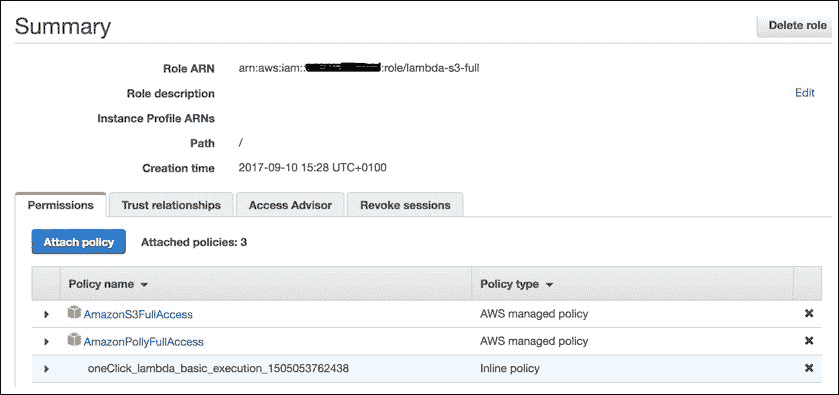 Summary
Delete role
Role ARN arn:aws:iam:: :role/lambda-s3-full
Role description Edit
Instance Profile ARNs
Path /
Creation time 2017-09-10 15:28 UTC+0100
Permissions Trust relationships Access Advisor Revoke sessions
Attach policy Attached policies: 3
Policy name Policy type
AmazonS3FullAccess AWS managed policy
AmazonPollyFullAccess AWS managed policy
oneClick_lambda_basic_execution_1505053762438 Inline policy